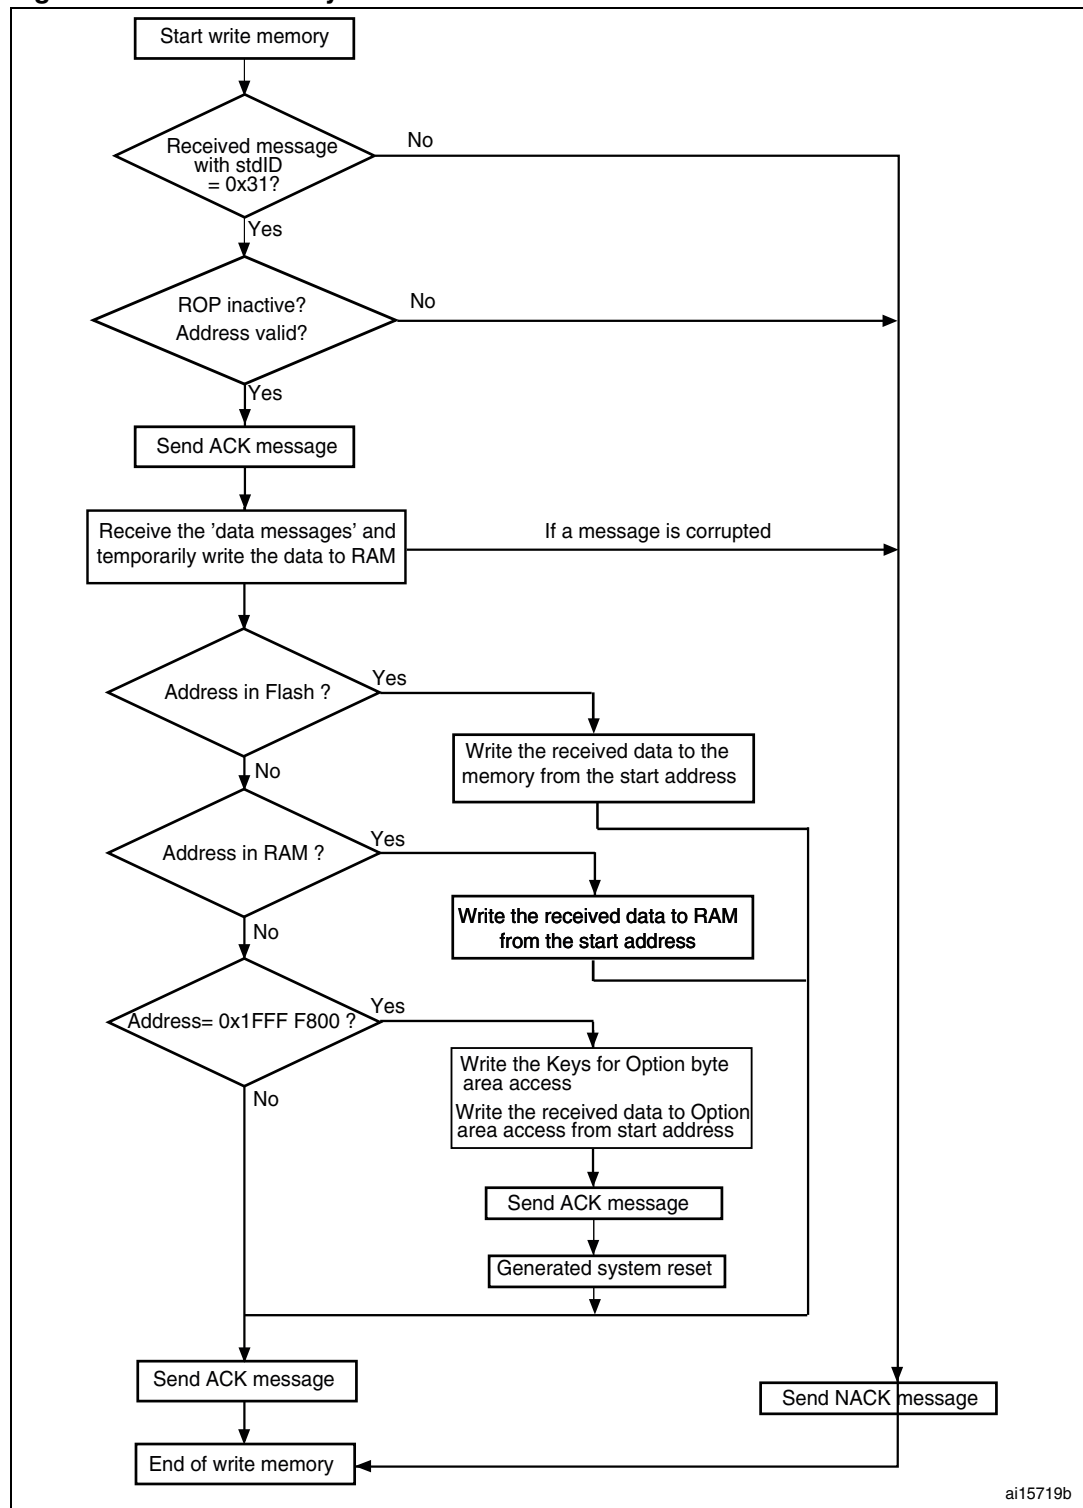 Start write memory
Received message
with stdID
= 0x31?
No
Yes
ROP inactive?
Address valid?
No
Yes
Send ACK message
Receive the 'data messages' and
temporarily write the data to RAM
If a message is corrupted
Address in Flash ?
Yes
Write the received data to the
memory from the start address
No
Address in RAM ?
Yes
Write the received data to RAM
from the start address
No
Address= 0x1FFF F800 ?
Yes
Write the Keys for Option byte
area access
Write the received data to Option
area access from start address
No
Send ACK message
Generated system reset
Send ACK message
Send NACK message
End of write memory
ai15719b